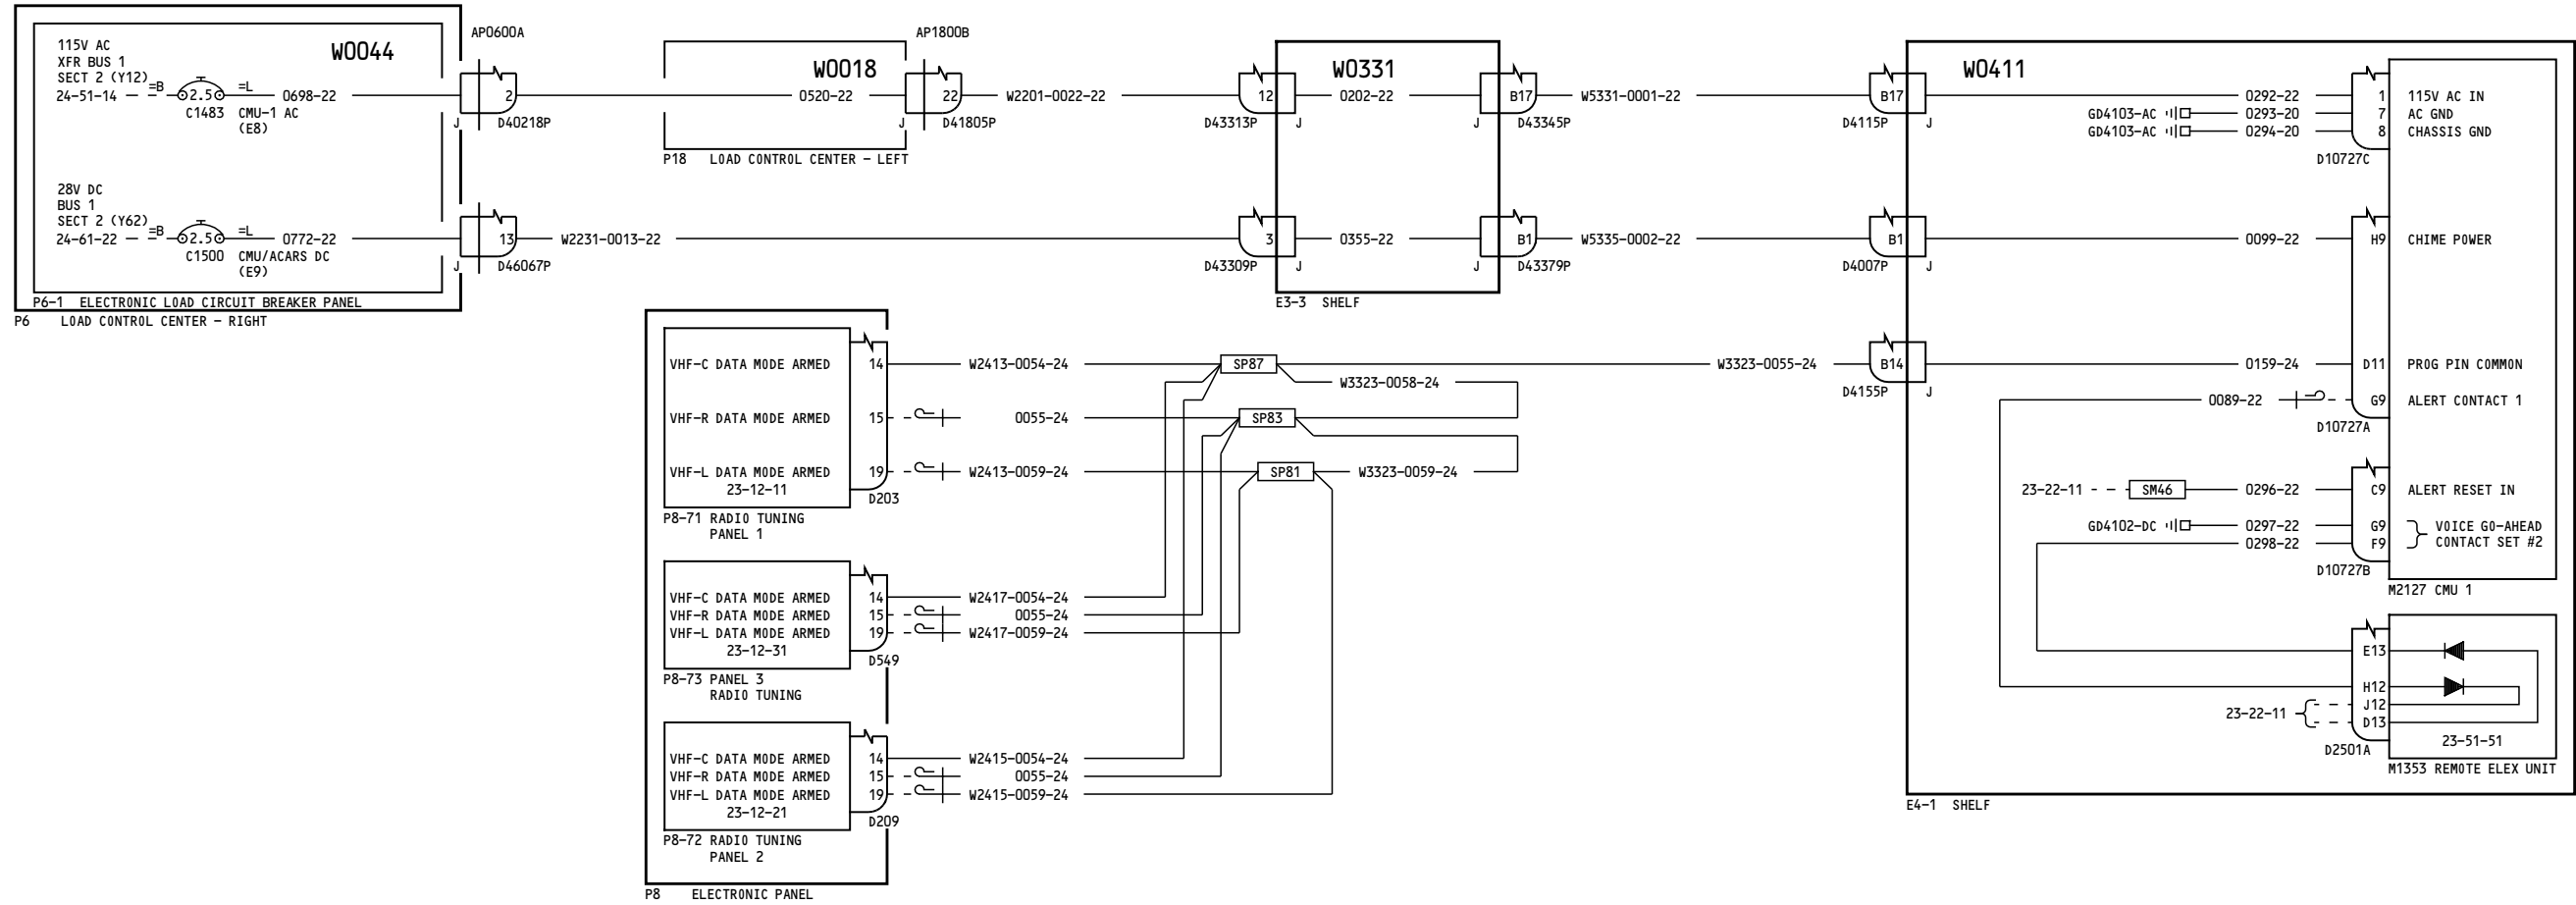 115V AC
XFR BUS 1
SECT 2 (Y12)
24-51-14
=B
2.5
=L
0698-22
C1483
CMU-1 AC
(E8)
W0044
28V DC
BUS 1
SECT 2 (Y62)
24-61-22
=B
2.5
=L
0772-22
C1500
CMU/ACARS DC
(E9)
P6-1 ELECTRONIC LOAD CIRCUIT BREAKER PANEL
P6 LOAD CONTROL CENTER - RIGHT
AP0600A
2
J
D40218P
13
J
D46067P
W2231-0013-22
W0018
0520-22
P18 LOAD CONTROL CENTER - LEFT
AP1800B
22
J
D41805P
W2201-0022-22
W0331
12
D43313P
J
0202-22
B17
J
D43345P
W5331-0001-22
3
D43309P
J
0355-22
B1
J
D43379P
W5335-0002-22
E3-3 SHELF
W0411
B17
D4115P
J
0292-22
1
115V AC IN
GD4103-AC
0293-20
7
AC GND
GD4103-AC
0294-20
8
CHASSIS GND
D10727C
B1
D4007P
J
0099-22
H9
CHIME POWER
B14
D4155P
J
0159-24
D11
PROG PIN COMMON
0089-22
G9
ALERT CONTACT 1
D10727A
23-22-11
SM46
0296-22
C9
ALERT RESET IN
GD4102-DC
0297-22
G9
VOICE GO-AHEAD
0298-22
F9
CONTACT SET #2
D10727B
M2127 CMU 1
E13
H12
J12
D13
23-22-11
D2501A
23-51-51
M1353 REMOTE ELEX UNIT
E4-1 SHELF
VHF-C DATA MODE ARMED
14
W2413-0054-24
SP87
W3323-0055-24
W3323-0058-24
VHF-R DATA MODE ARMED
15
0055-24
SP83
VHF-L DATA MODE ARMED
19
W2413-0059-24
SP81
W3323-0059-24
23-12-11
D203
P8-71 RADIO TUNING
PANEL 1
VHF-C DATA MODE ARMED
14
W2417-0054-24
VHF-R DATA MODE ARMED
15
0055-24
VHF-L DATA MODE ARMED
19
W2417-0059-24
23-12-31
D549
P8-73 PANEL 3
RADIO TUNING
VHF-C DATA MODE ARMED
14
W2415-0054-24
VHF-R DATA MODE ARMED
15
0055-24
VHF-L DATA MODE ARMED
19
W2415-0059-24
23-12-21
D209
P8-72 RADIO TUNING
PANEL 2
P8 ELECTRONIC PANEL